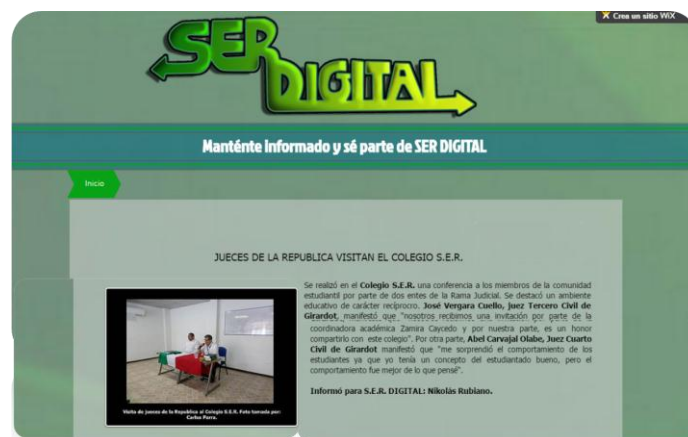 Crea un sitio WiX
SER
DIGITAL
Manténte informado y sé parte de SER DIGITAL
Inicio
JUECES DE LA REPUBLICA VISITAN EL COLEGIO S.E.R.
Se realizó en el Colegio S.E.R. una conferencia a los miembros de la comunidad
estudiantil por parte de dos entes de la Rama Judicial. Se destacó un ambiente
educativo de carácter recíproco. José Vergara Cuello, juez Tercero Civil de
Girardot, manifestó que "nosotros recibimos una invitación por parte de la
coordinadora académica Zamira Caycedo y por nuestra parte, es un honor
compartirlo con este colegio". Por otra parte, Abel Carvajal Olabe, Juez Cuarto
Civil de Girardot manifestó que "me sorprendió el comportamiento de los
estudiantes ya que yo tenía un concepto del estudiantado bueno, pero el
comportamiento fue mejor de lo que pensé".
Informó para S.E.R. DIGITAL: Nikolás Rubiano.
Visita de jueces de la Republica al Colegio S.E.R. Foto tomada por:
Carlos Parra.